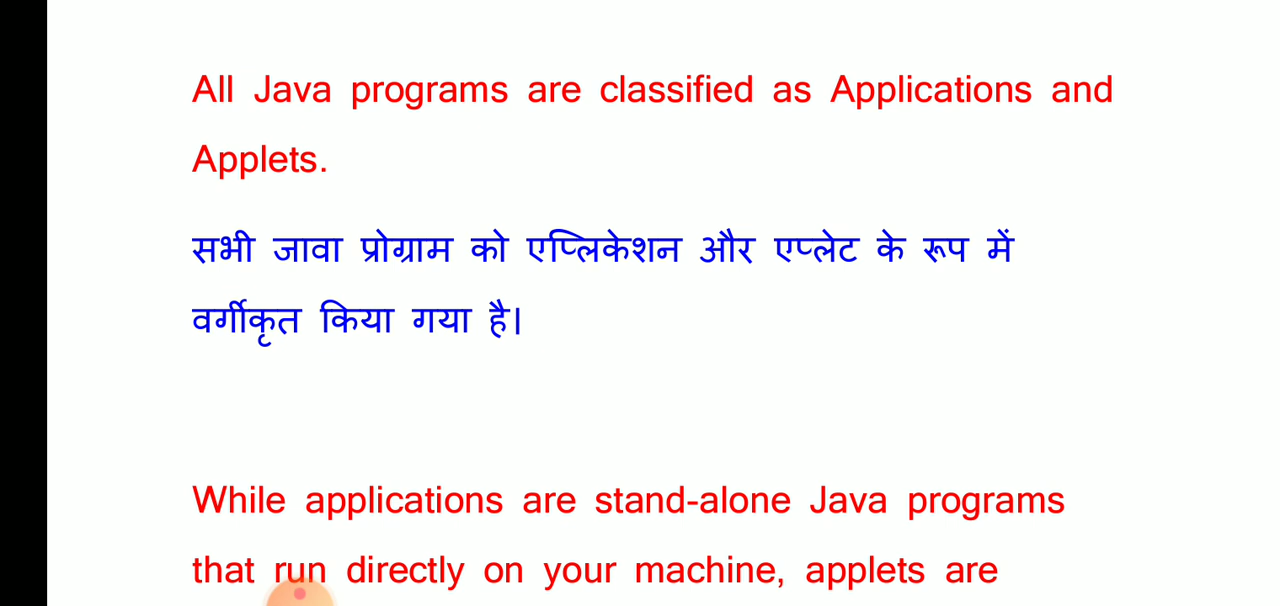 All Java programs are classified as Applications and
Applets.
सभी जावा प्रोग्राम को एप्लिकेशन और एप्लेट के रूप में
वर्गीकृत किया गया है।
While applications are stand-alone Java programs
that run directly on your machine, applets are